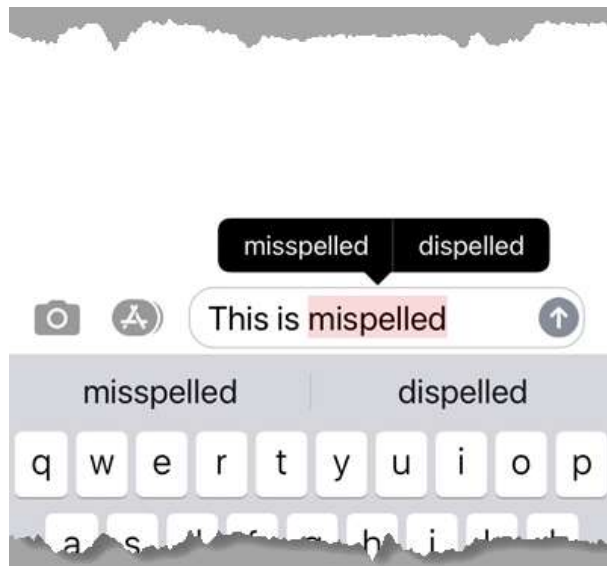 misspelled dispelled
This is mispelled
misspelled dispelled
q w e r t y u i o p
a s